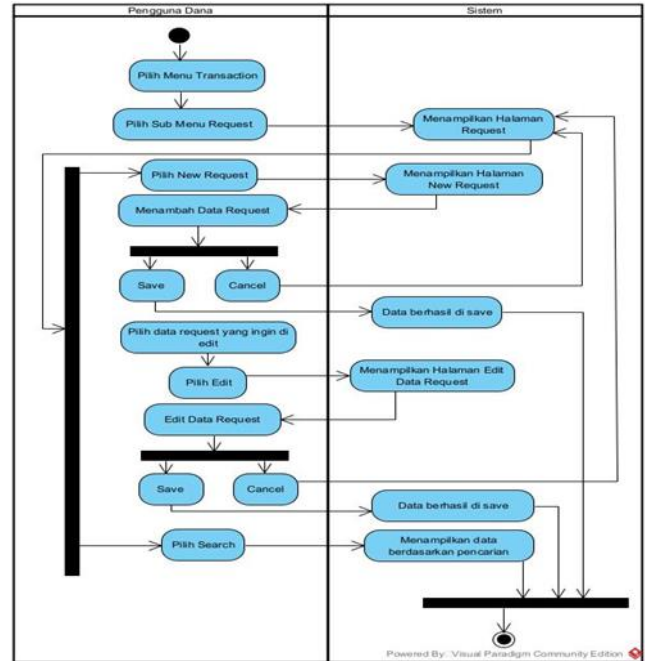 Pengguna Dana
Sistem
Pilih Menu Transaction
Pilih Sub Menu Request
Menampilkan Halaman
Request
Pilih New Request
Menampilkan Halaman
New Request
Menambah Data Request
Save
Cancel
Data berhasil di save
Pilih data request yang ingin di
edit
Pilih Edit
Menampilkan Halaman Edit
Data Request
Edit Data Request
Save
Cancel
Data berhasil di save
Pilih Search
Menampilkan data
berdasarkan pencarian
Powered By: Visual Paradigm Community Edition